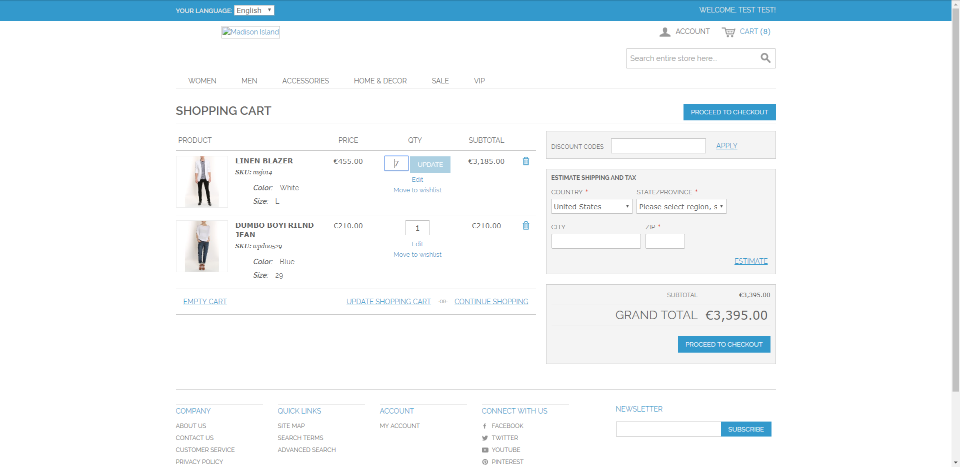 YOUR LANGUAGE: English
WELCOME, TEST TEST!
Madison Island
ACCOUNT CART (8)
Search entire store here...
WOMEN MEN ACCESSORIES HOME & DECOR SALE VIP
SHOPPING CART
PROCEED TO CHECKOUT
PRODUCT PRICE QTY SUBTOTAL
LINEN BLAZER €455.00 7 UPDATE €3,185.00
SKU: msj014
Color: White
Size: L
Edit
Move to wishlist
DUMBO BOYFRIEND JEAN €210.00 1 €210.00
SKU: wpd00529
Color: Blue
Size: 29
Edit
Move to wishlist
EMPTY CART UPDATE SHOPPING CART -or- CONTINUE SHOPPING
DISCOUNT CODES APPLY
ESTIMATE SHIPPING AND TAX
COUNTRY * STATE/PROVINCE *
United States Please select region, s
CITY ZIP *
ESTIMATE
SUBTOTAL €3,395.00
GRAND TOTAL €3,395.00
PROCEED TO CHECKOUT
COMPANY
ABOUT US
CONTACT US
CUSTOMER SERVICE
PRIVACY POLICY
QUICK LINKS
SITE MAP
SEARCH TERMS
ADVANCED SEARCH
ACCOUNT
MY ACCOUNT
CONNECT WITH US
FACEBOOK
TWITTER
YOUTUBE
PINTEREST
NEWSLETTER
SUBSCRIBE